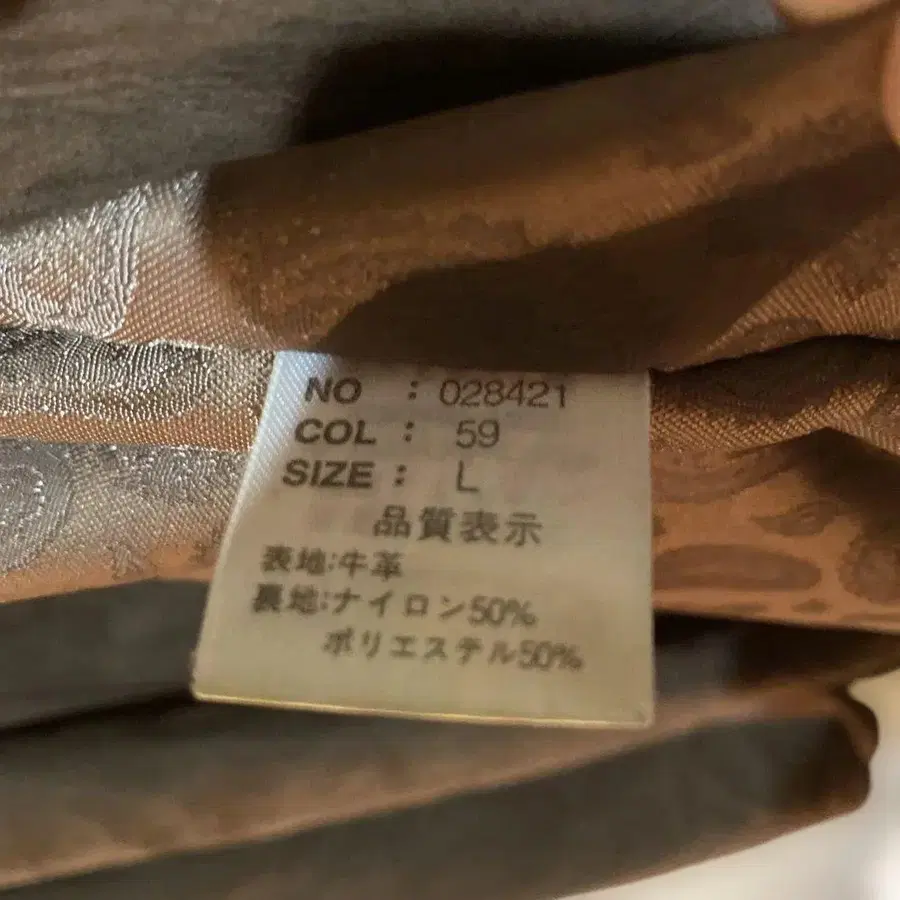 NO : 028421
COL : 59
SIZE : L
品質表示
表地:牛革
裏地:ナイロン50%
ポリエステル50%